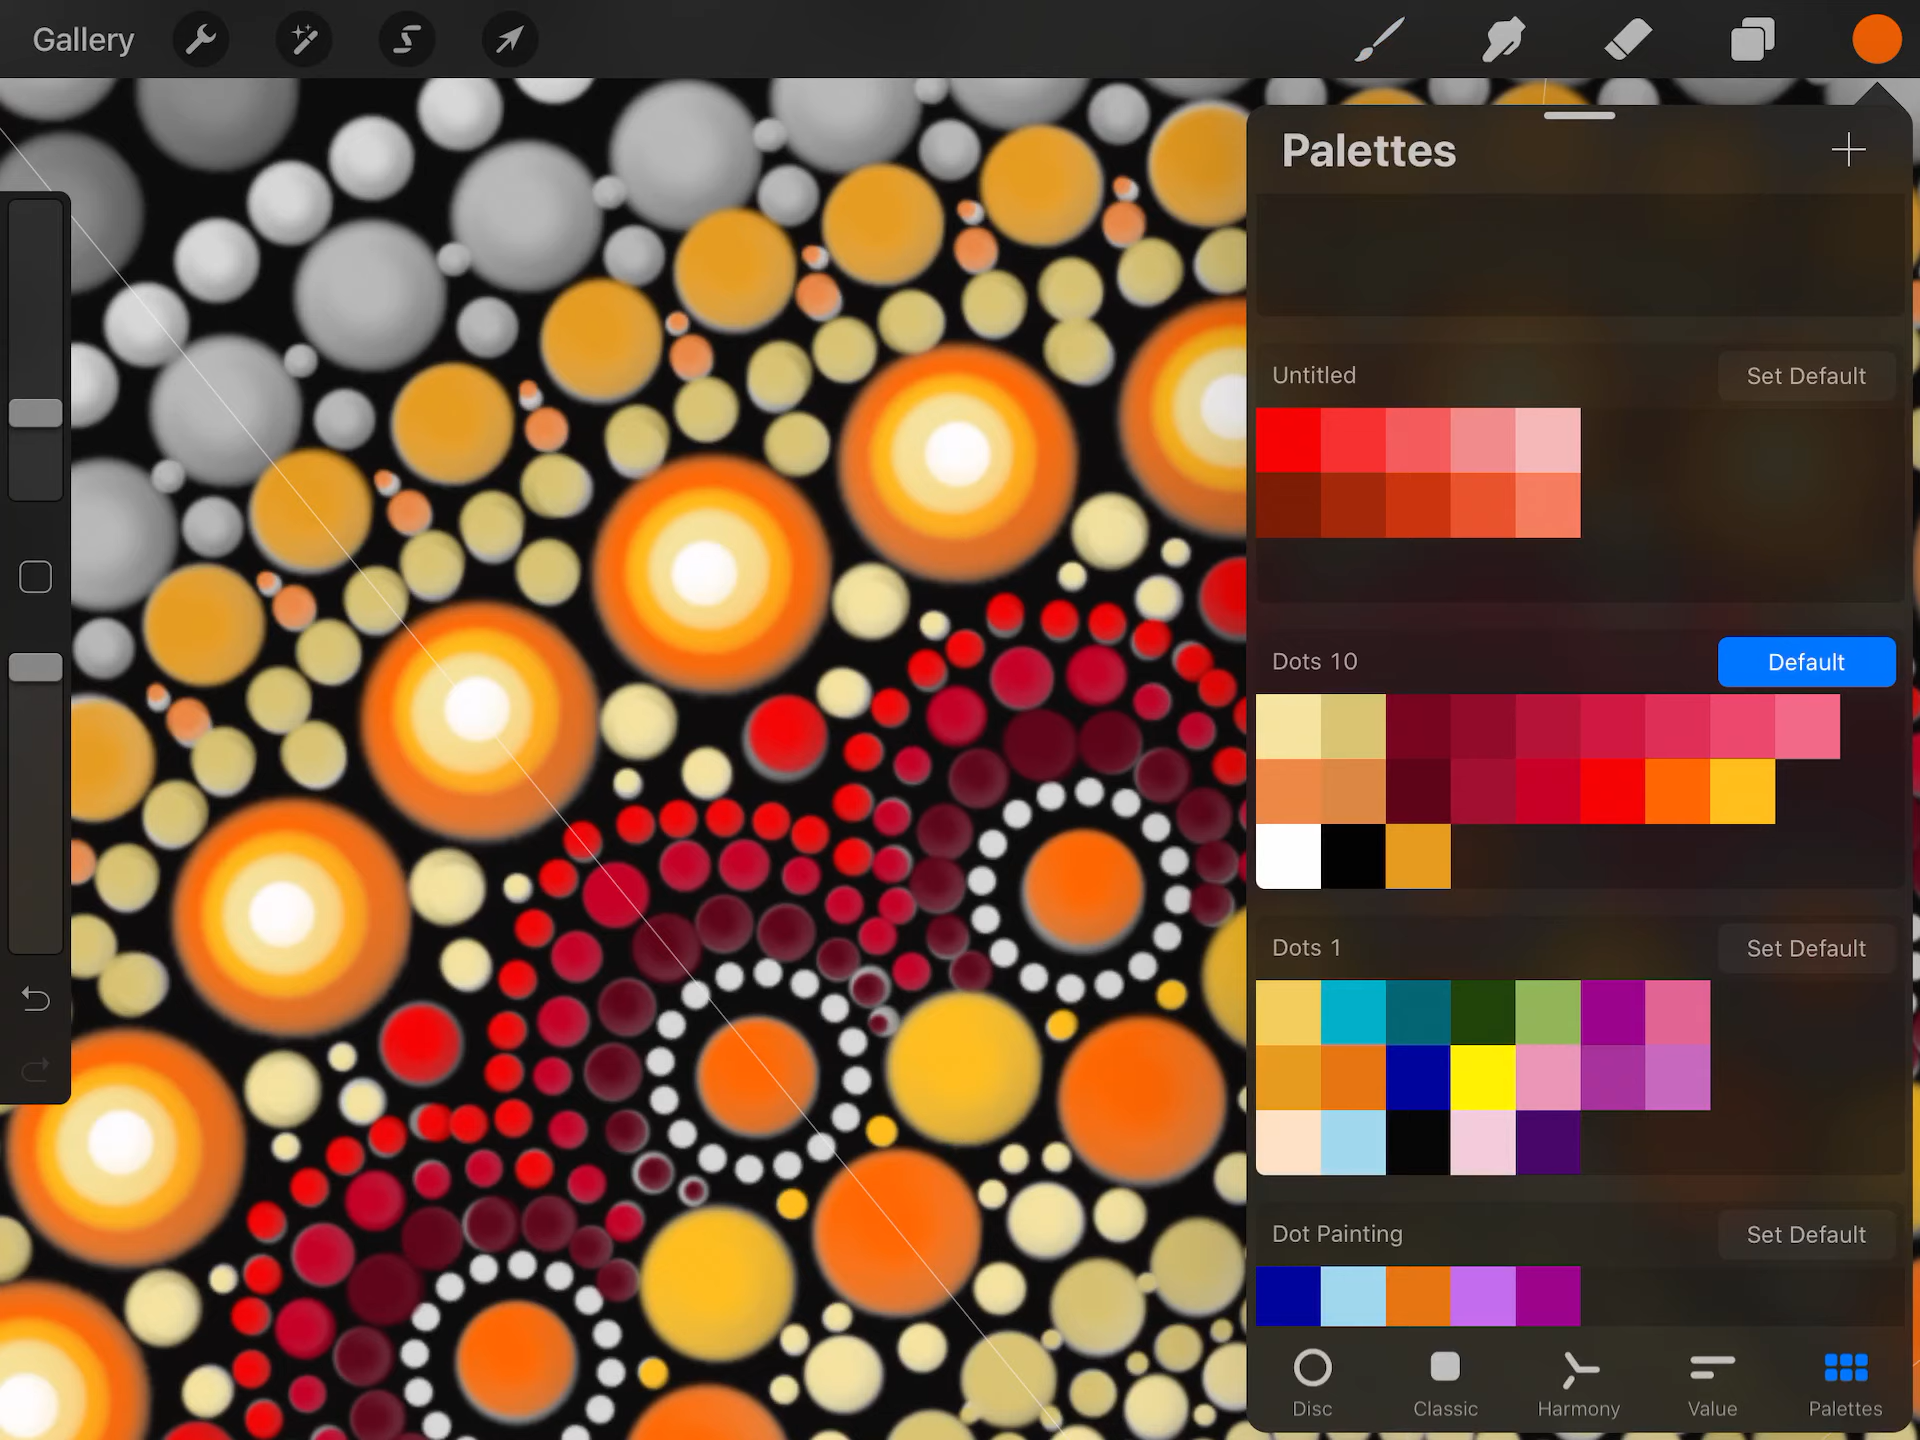 Gallery
Palettes
Untitled
Set Default
Dots 10
Default
Dots 1
Set Default
Dot Painting
Set Default
Disc
Classic
Harmony
Value
Palettes